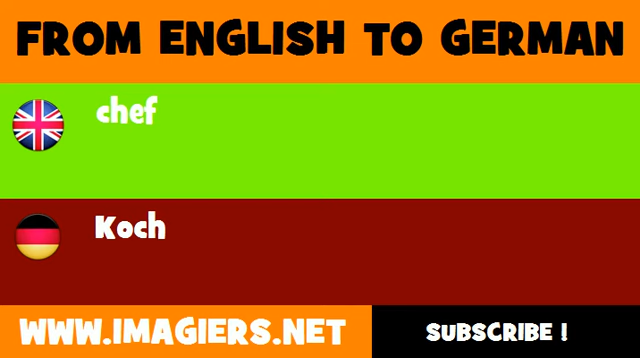 FROM ENGLISH TO GERMAN
chef
Koch
WWW.IMAGIERS.NET
SUBSCRIBE !